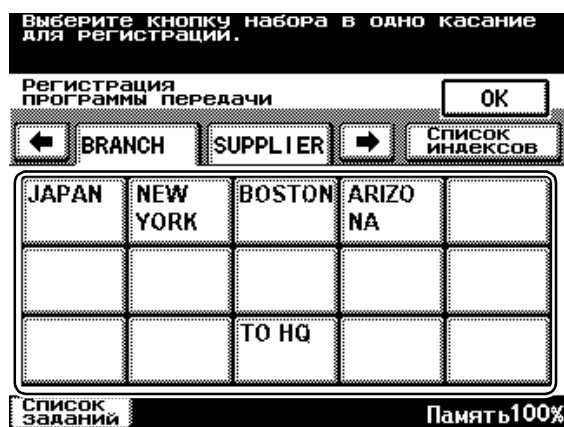 Выберите кнопку набора в одно касание
для регистрации.
Регистрация
программы передачи
OK
BRANCH
SUPPLIER
Список
индексов
JAPAN
NEW
YORK
BOSTON
ARIZO
NA
TO HQ
Список
заданий
Память100%